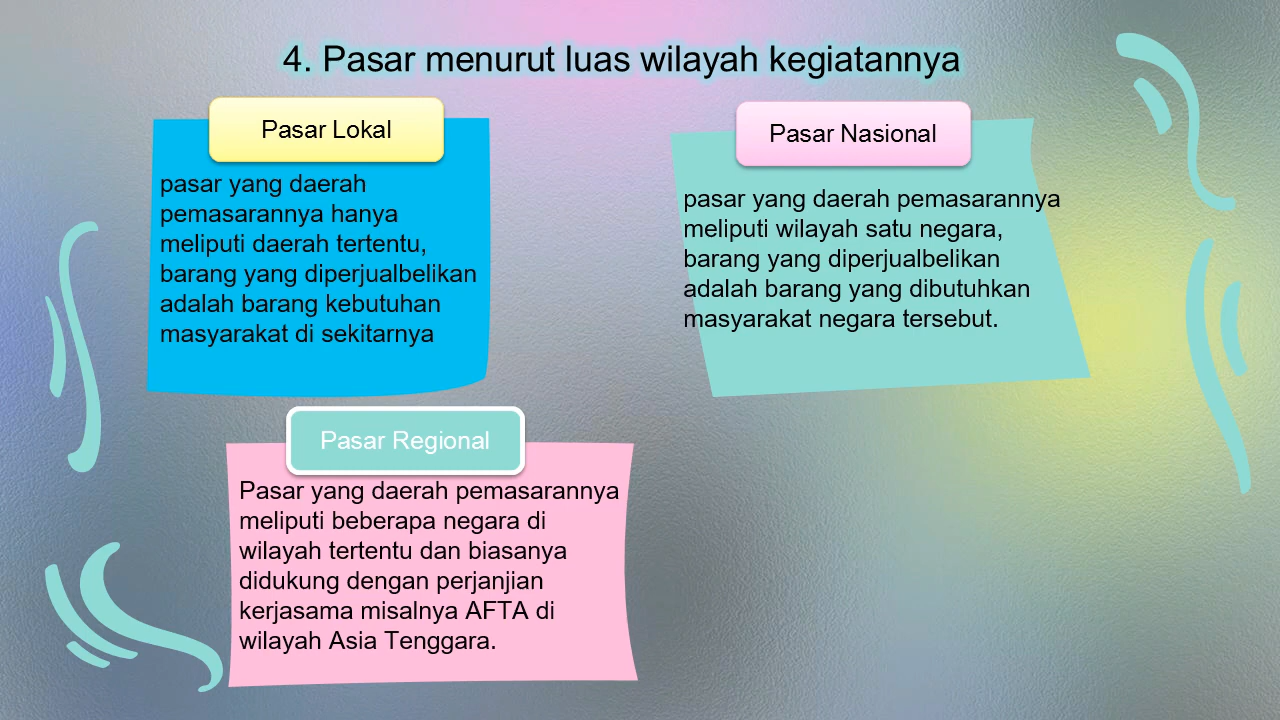 4. Pasar menurut luas wilayah kegiatannya
Pasar Lokal
pasar yang daerah
pemasarannya hanya
meliputi daerah tertentu,
barang yang diperjualbelikan
adalah barang kebutuhan
masyarakat di sekitarnya
Pasar Nasional
pasar yang daerah pemasarannya
meliputi wilayah satu negara,
barang yang diperjualbelikan
adalah barang yang dibutuhkan
masyarakat negara tersebut.
Pasar Regional
Pasar yang daerah pemasarannya
meliputi beberapa negara di
wilayah tertentu dan biasanya
didukung dengan perjanjian
kerjasama misalnya AFTA di
wilayah Asia Tenggara.